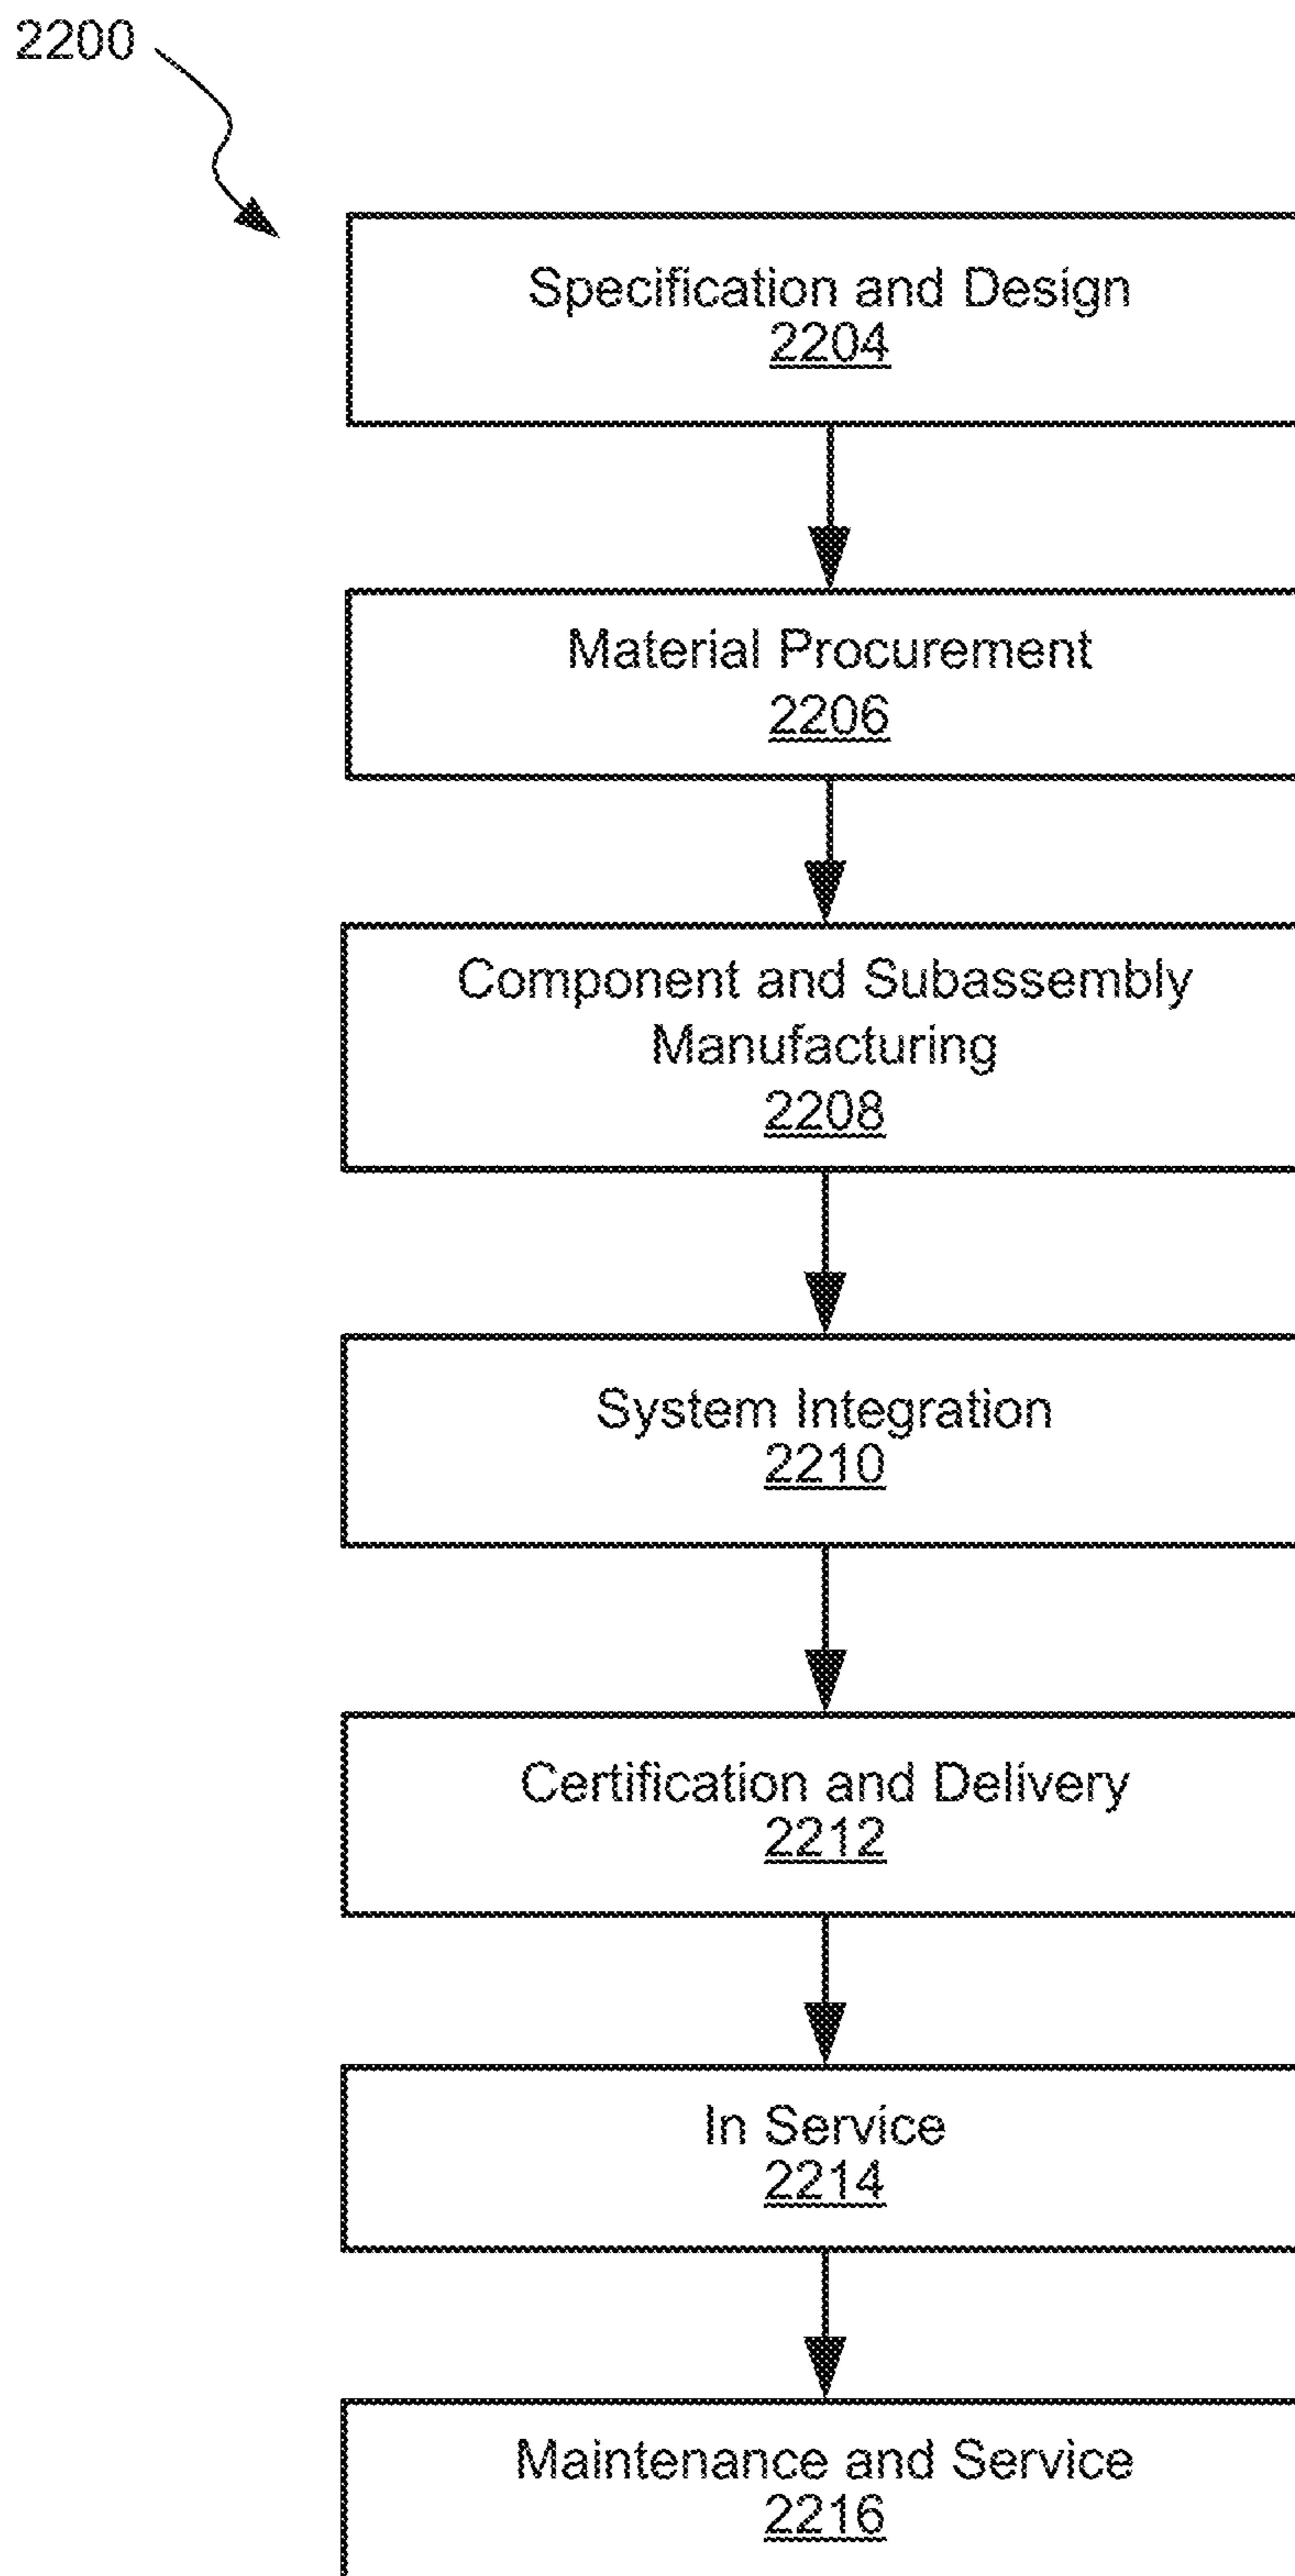 2200
Specification and Design
2204
Material Procurement
2206
Component and Subassembly
Manufacturing
2208
System Integration
2210
Certification and Delivery
2212
In Service
2214
Maintenance and Service
2216